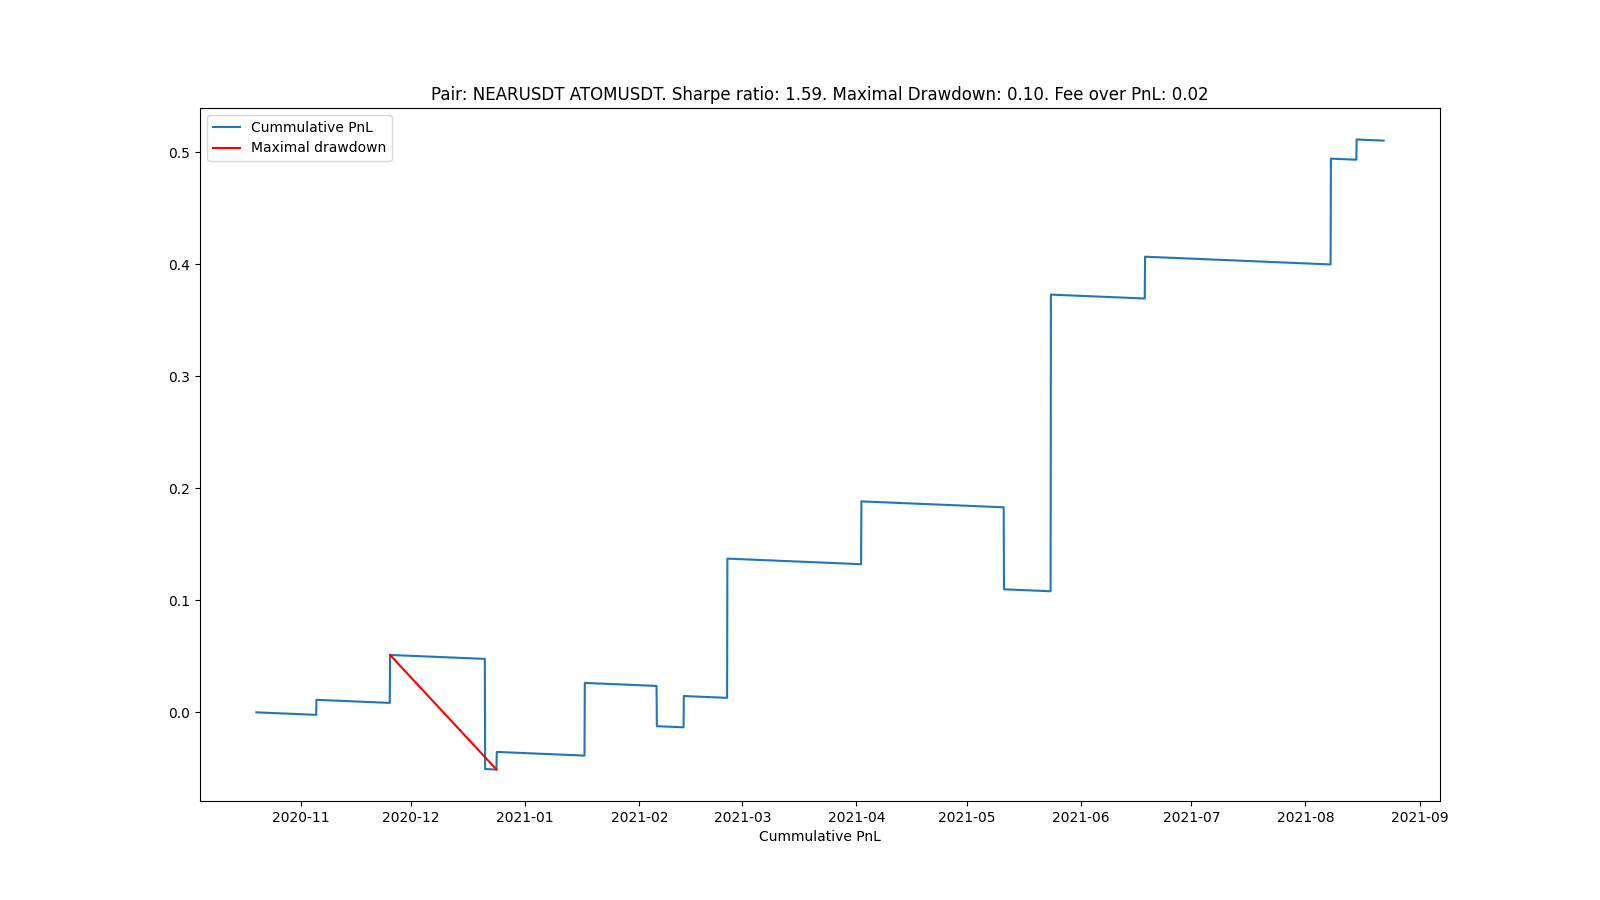 Pair: NEARUSDT ATOMUSDT. Sharpe ratio: 1.59. Maximal Drawdown: 0.10. Fee over PnL: 0.02
Cummulative PnL
Maximal drawdown
0.5
0.4
0.3
0.2
0.1
0.0
2020-11 2020-12 2021-01 2021-02 2021-03 2021-04 2021-05 2021-06 2021-07 2021-08 2021-09
Cummulative PnL